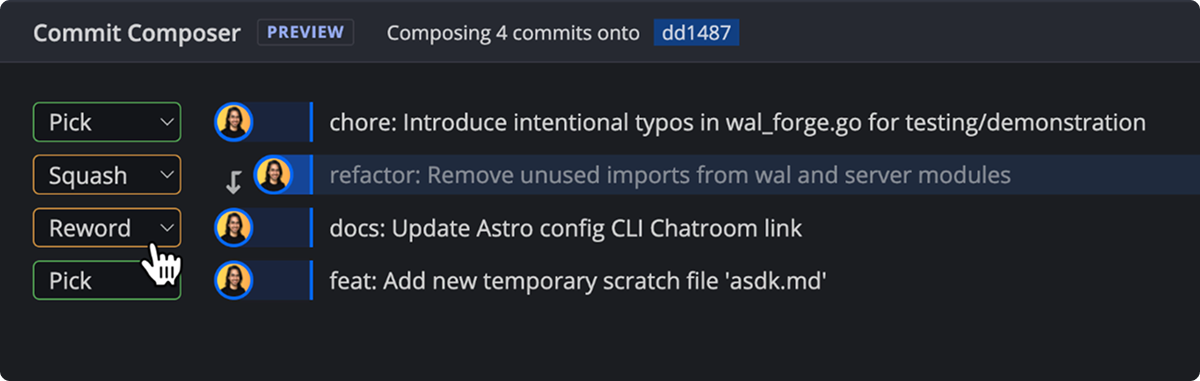 Commit Composer PREVIEW Composing 4 commits onto dd1487
Pick chore: Introduce intentional typos in wal_forge.go for testing/demonstration
Squash refactor: Remove unused imports from wal and server modules
Reword docs: Update Astro config CLI Chatroom link
Pick feat: Add new temporary scratch file 'asdk.md'